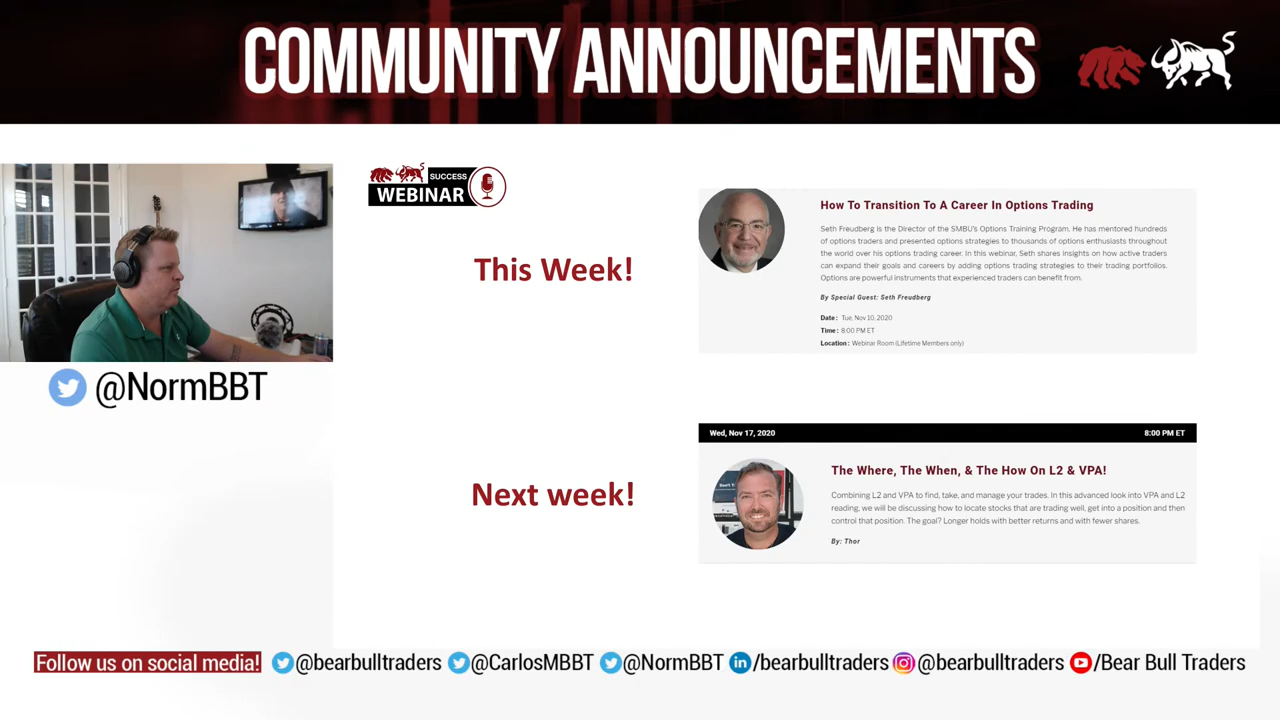 COMMUNITY ANNOUNCEMENTS
SUCCESS
WEBINAR
This Week!
How To Transition To A Career In Options Trading
Seth Freudberg is the Director of the SMBU's Options Training Program. He has mentored hundreds
of options traders and presented options strategies to thousands of options enthusiasts throughout
the world over his options trading career. In this webinar, Seth shares insights on how active traders
can expand their goals and careers by adding options trading strategies to their trading portfolios.
Options are powerful instruments that experienced traders can benefit from.
By Special Guest: Seth Freudberg
Date : Tue, Nov 10, 2020
Time : 8:00 PM ET
Location : Webinar Room (Lifetime Members only)
@NormBBT
Next week!
Wed, Nov 17, 2020 8:00 PM ET
The Where, The When, & The How On L2 & VPA!
Combining L2 and VPA to find, take, and manage your trades. In this advanced look into VPA and L2
reading, we will be discussing how to locate stocks that are trading well, get into a position and then
control that position. The goal? Longer holds with better returns and with fewer shares.
By: Thor
Follow us on social media! @bearbulltraders @CarlosMBBT @NormBBT /bearbulltraders @bearbulltraders /Bear Bull Traders